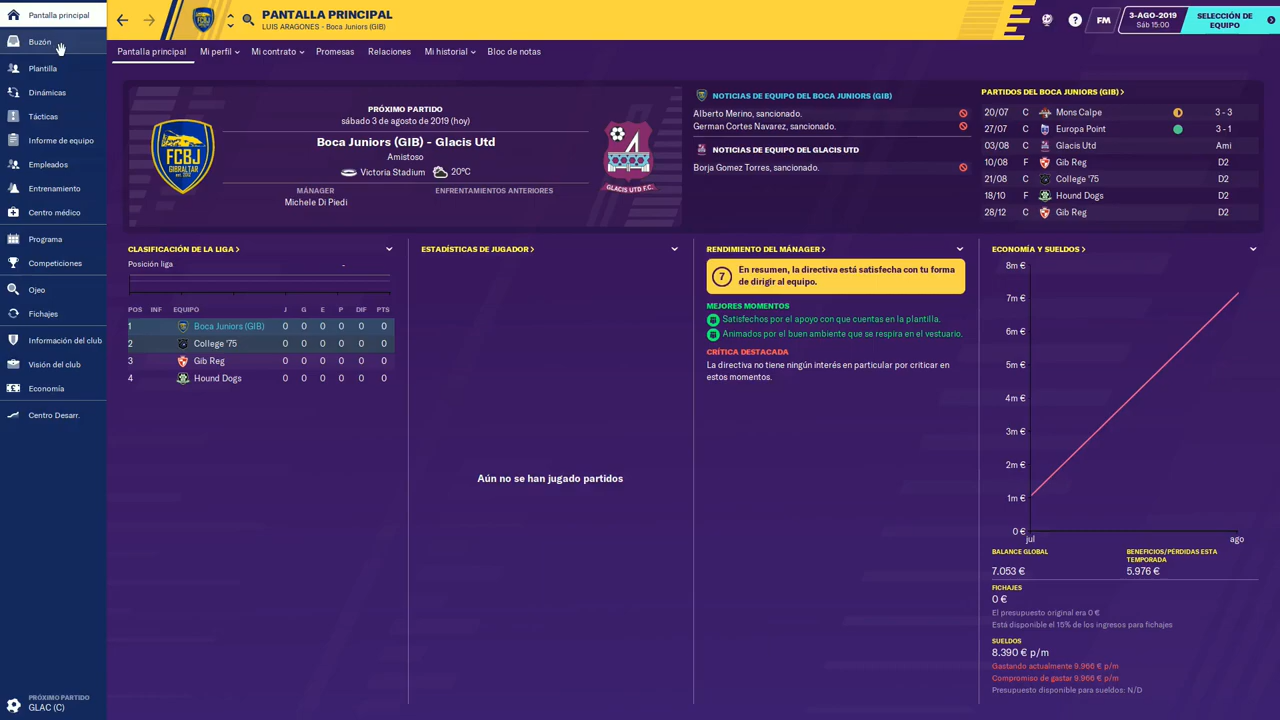 Pantalla principal
Buzón
Plantilla
Dinámicas
Tácticas
Informe de equipo
Empleados
Entrenamiento
Centro médico
Programa
Competiciones
Ojeo
Fichajes
Información del club
Visión del club
Economía
Centro Desarr.
PRÓXIMO PARTIDO
GLAC (C)
PANTALLA PRINCIPAL
LUIS ARAGONES - Boca Juniors (GIB)
FM
3-AGO-2019
Sáb 15:00
SELECCIÓN DE EQUIPO
Pantalla principal Mi perfil Mi contrato Promesas Relaciones Mi historial Bloc de notas
FCBJ
GIBRALTAR
PRÓXIMO PARTIDO
sábado 3 de agosto de 2019 (hoy)
Boca Juniors (GIB) - Glacis Utd
Amistoso
Victoria Stadium 20ºC
MÁNAGER ENFRENTAMIENTOS ANTERIORES
Michele Di Piedi
GLACIS UTD F.C.
NOTICIAS DE EQUIPO DEL BOCA JUNIORS (GIB)
Alberto Merino, sancionado.
German Cortes Navarez, sancionado.
NOTICIAS DE EQUIPO DEL GLACIS UTD
Borja Gomez Torres, sancionado.
PARTIDOS DEL BOCA JUNIORS (GIB)
20/07 C Mons Calpe 3 - 3
27/07 C Europa Point 3 - 1
03/08 C Glacis Utd Ami
10/08 F Gib Reg D2
21/08 C College '75 D2
18/10 F Hound Dogs D2
28/12 C Gib Reg D2
CLASIFICACIÓN DE LA LIGA
Posición liga -
POS INF EQUIPO J G E P DIF PTS
1 Boca Juniors (GIB) 0 0 0 0 0 0
2 College '75 0 0 0 0 0 0
3 Gib Reg 0 0 0 0 0 0
4 Hound Dogs 0 0 0 0 0 0
ESTADÍSTICAS DE JUGADOR
Aún no se han jugado partidos
RENDIMIENTO DEL MÁNAGER
7
En resumen, la directiva está satisfecha con tu forma
de dirigir al equipo.
MEJORES MOMENTOS
Satisfechos por el apoyo con que cuentas en la plantilla.
Animados por el buen ambiente que se respira en el vestuario.
CRÍTICA DESTACADA
La directiva no tiene ningún interés en particular por criticar en
estos momentos.
ECONOMÍA Y SUELDOS
8m €
7m €
6m €
5m €
4m €
3m €
2m €
1m €
0 €
jul ago
BALANCE GLOBAL
7.053 €
BENEFICIOS/PÉRDIDAS ESTA
TEMPORADA
5.976 €
FICHAJES
0 €
El presupuesto original era 0 €
Está disponible el 15% de los ingresos para fichajes
SUELDOS
8.390 € p/m
Gastando actualmente 9.966 € p/m
Compromiso de gastar 9.966 € p/m
Presupuesto disponible para sueldos: N/D